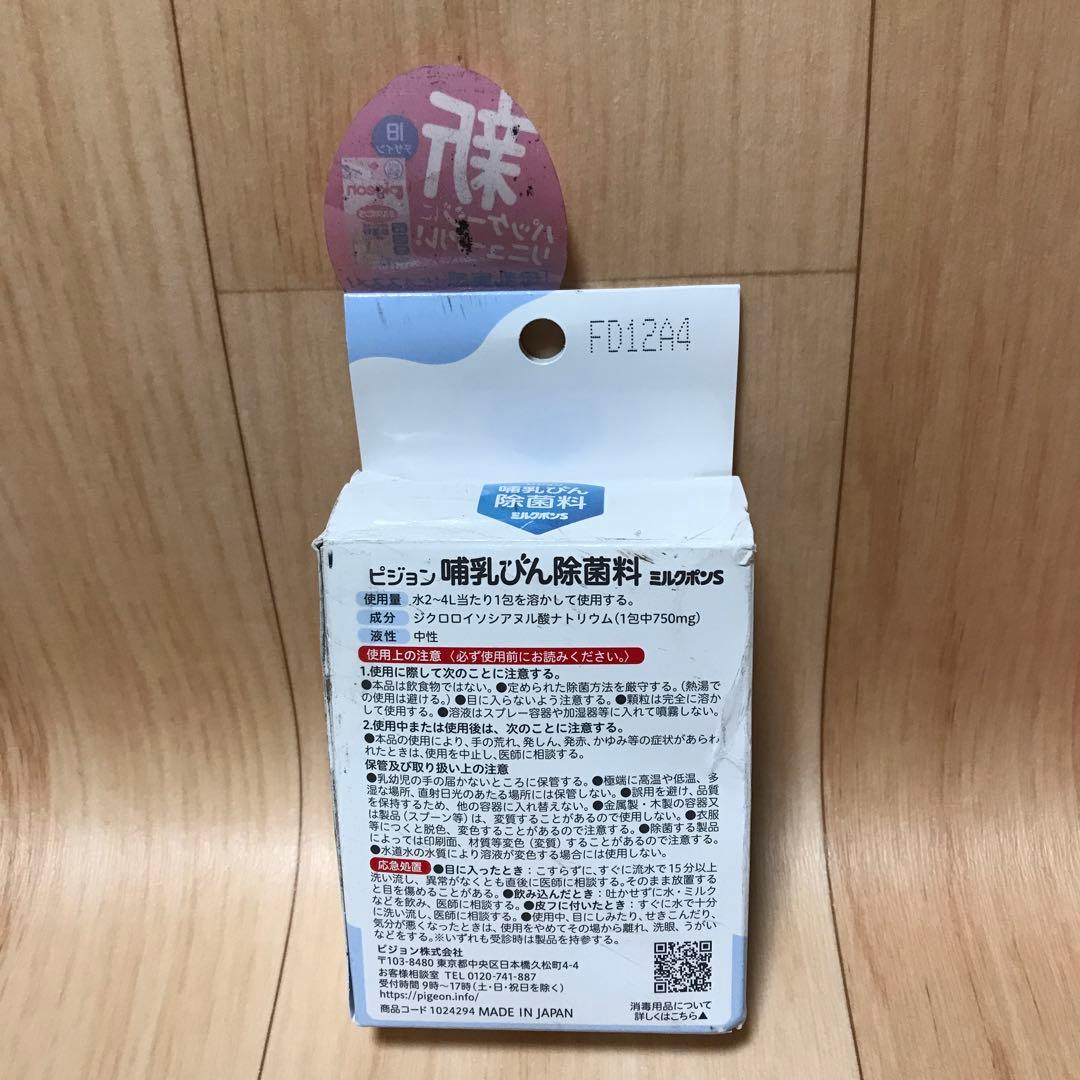 新
旧
デザイン
pigeon
パッケージに
リニューアル!
FD12A4
哺乳びん
除菌料
ミルクポンS
ピジョン 哺乳びん除菌料 ミルクポンS
使用量 水2~4L当たり1包を溶かして使用する。
成分 ジクロロイソシアヌル酸ナトリウム(1包中750mg)
液性 中性
使用上の注意〈必ず使用前にお読みください。〉
1.使用に際して次のことに注意する。
●本品は飲食物ではない。●定められた除菌方法を厳守する。(熱湯で
の使用は避ける。)●目に入らないよう注意する。●顆粒は完全に溶か
して使用する。●溶液はスプレー容器や加湿器等に入れて噴霧しない。
2.使用中または使用後は、次のことに注意する。
●本品の使用により、手の荒れ、発しん、発赤、かゆみ等の症状があらわ
れたときは、使用を中止し、医師に相談する。
保管及び取り扱い上の注意
●乳幼児の手の届かないところに保管する。●極端に高温や低温、多
湿な場所、直射日光のあたる場所には保管しない。●誤用を避け、品質
を保持するため、他の容器に入れ替えない。●金属製・木製の容器又
は製品(スプーン等)は、変質することがあるので使用しない。●衣服
等につくと脱色、変色することがあるので注意する。●除菌する製品
によっては印刷面、材質等変色(変質)することがあるので注意する。
●水道水の水質により溶液が変色する場合には使用しない。
応急処置 ●目に入ったとき:こすらずに、すぐに流水で15分以上
洗い流し、異常がなくとも直後に医師に相談する。そのまま放置する
と目を傷めることがある。●飲み込んだとき:吐かせずに水・ミルク
などを飲み、医師に相談する。●皮フに付いたとき:すぐに水で十分
に洗い流し、医師に相談する。●使用中、目にしみたり、せきこんだり、
気分が悪くなったときは、使用をやめてその場から離れ、洗眼、うがい
などをする。※いずれも受診時は製品を持参する。
ピジョン株式会社
〒103-8480 東京都中央区日本橋久松町4-4
お客様相談室 TEL 0120-741-887
受付時間 9時~17時(土・日・祝日を除く)
https://pigeon.info/
商品コード 1024294 MADE IN JAPAN
消毒用品について
詳しくはこちら▲